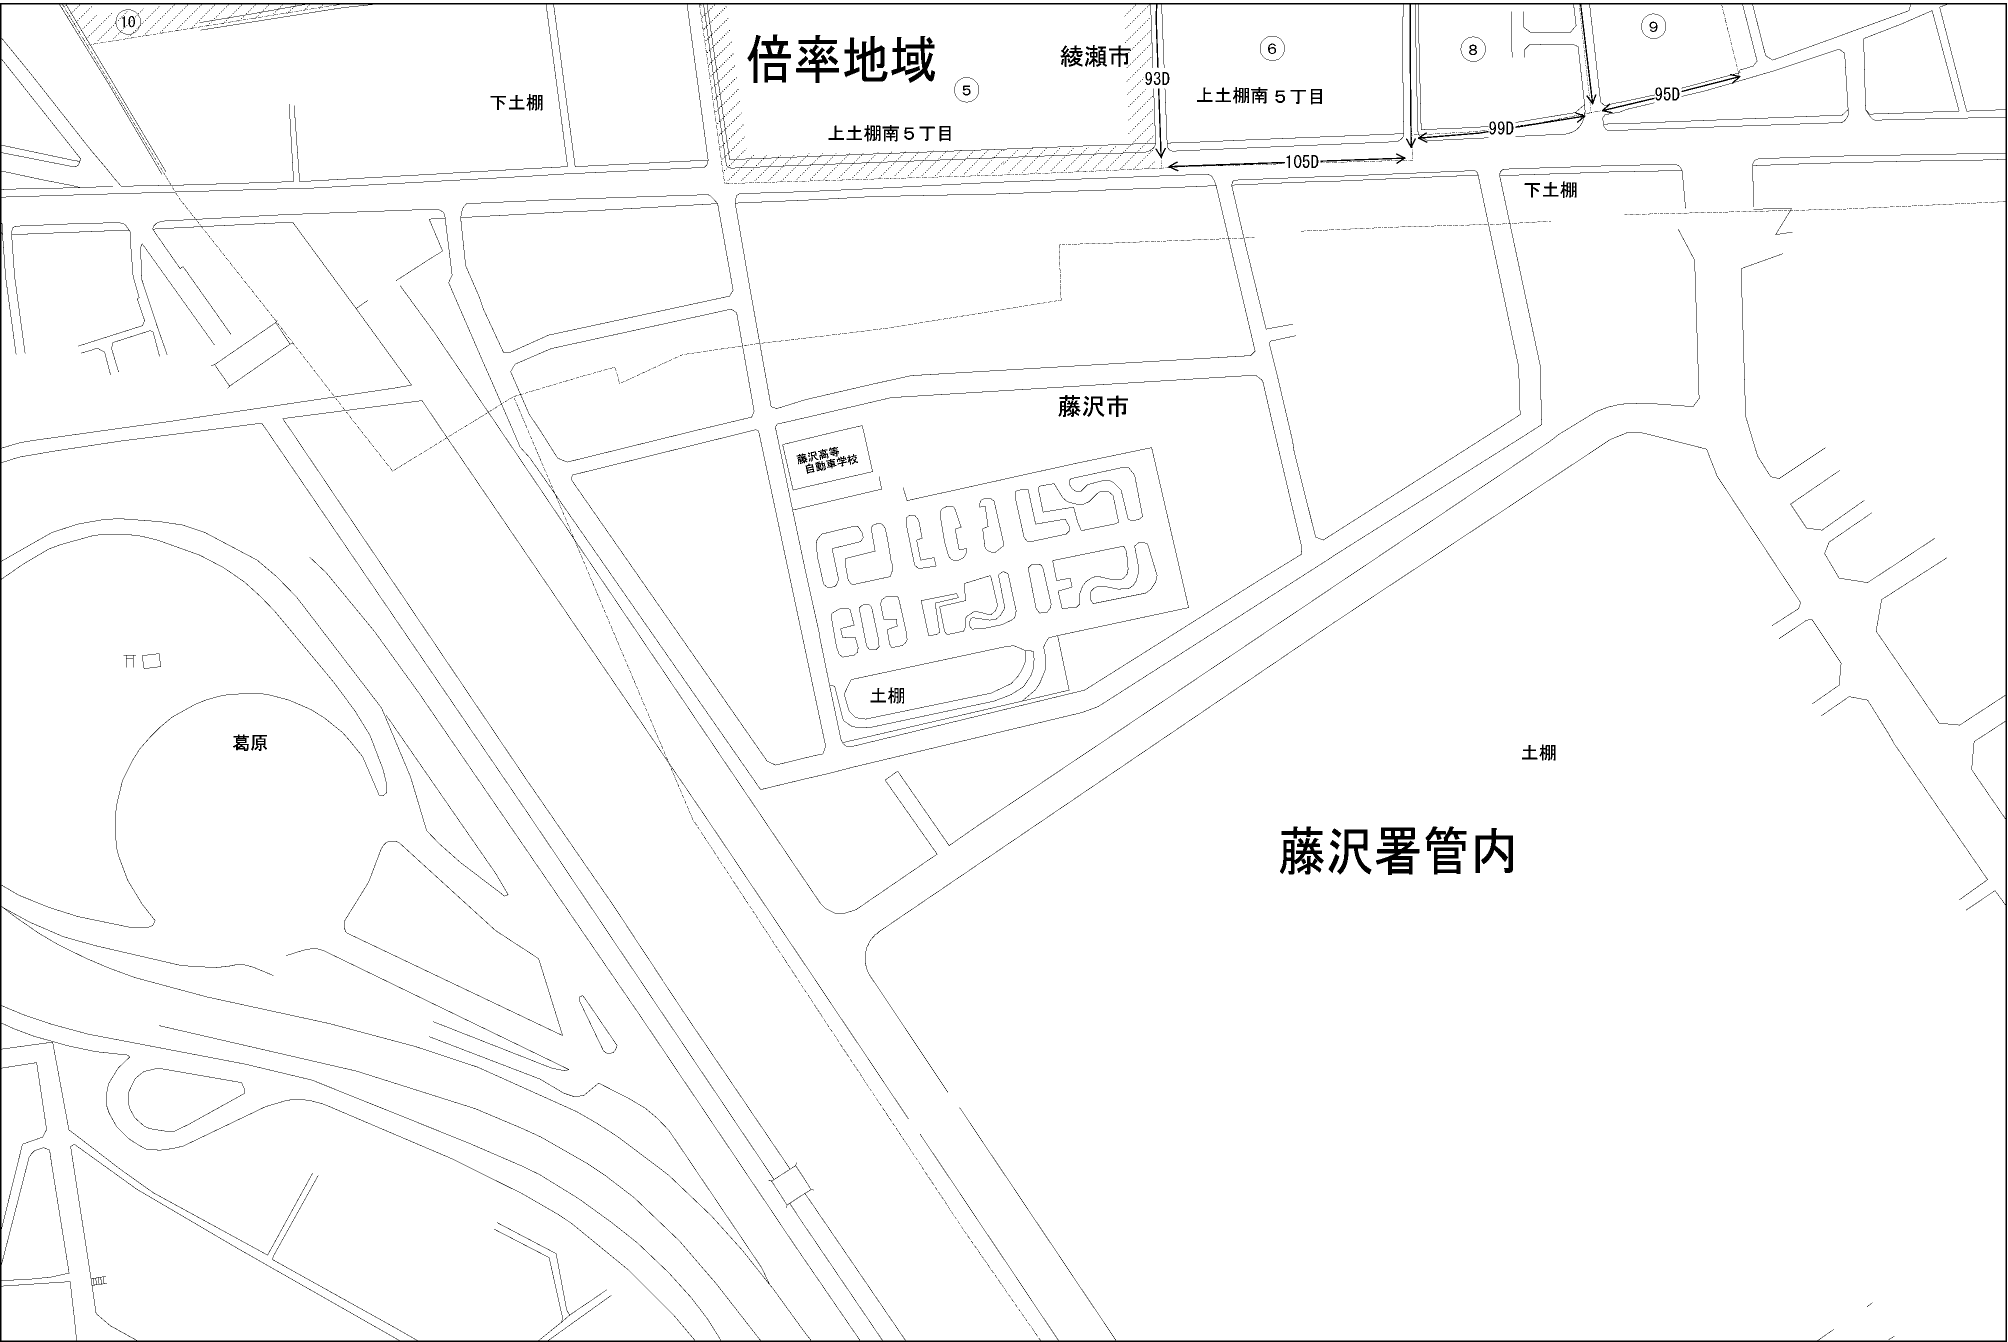 ⑩
倍率地域
綾瀬市
⑥
⑧
⑨
⑤
93D
95D
下土棚
上土棚南５丁目
上土棚南５丁目
99D
105D
下土棚
藤沢市
藤沢高等
自動車学校
土棚
葛原
土棚
藤沢署管内